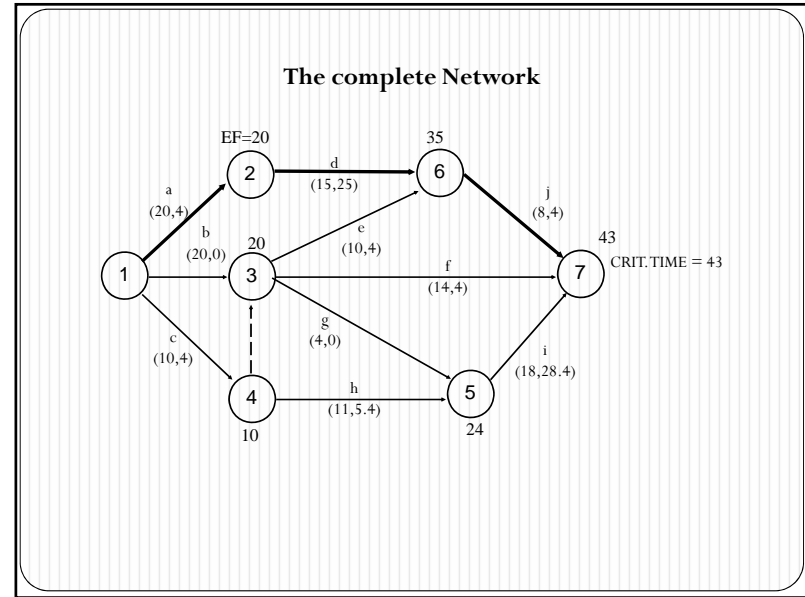 The complete Network
EF=20
35
2
d
6
(15,25)
a
j
(20,4)
(8,4)
b
e
(20,0)
20
(10,4)
43
1
3
f
7
CRIT. TIME = 43
(14,4)
g
c
(4,0)
i
(10,4)
(18,28.4)
4
h
5
(11,5.4)
10
24